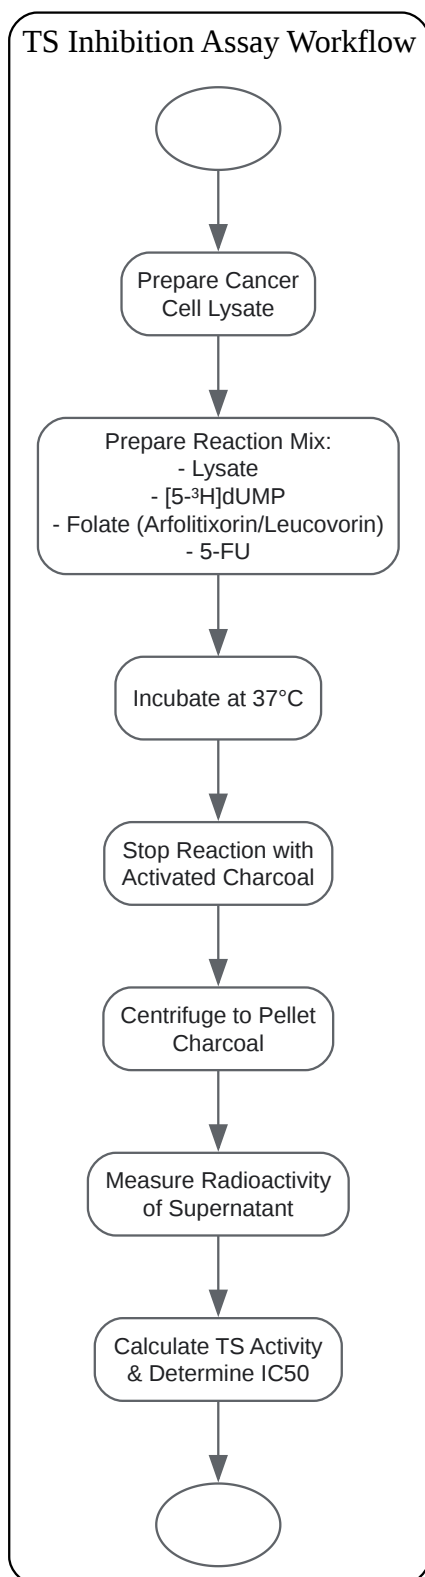 TS Inhibition Assay Workflow
Prepare Cancer
Cell Lysate
Prepare Reaction Mix:
- Lysate
- [5-³H]dUMP
- Folate (Arfolitixorin/Leucovorin)
- 5-FU
Incubate at 37°C
Stop Reaction with
Activated Charcoal
Centrifuge to Pellet
Charcoal
Measure Radioactivity
of Supernatant
Calculate TS Activity
& Determine IC50